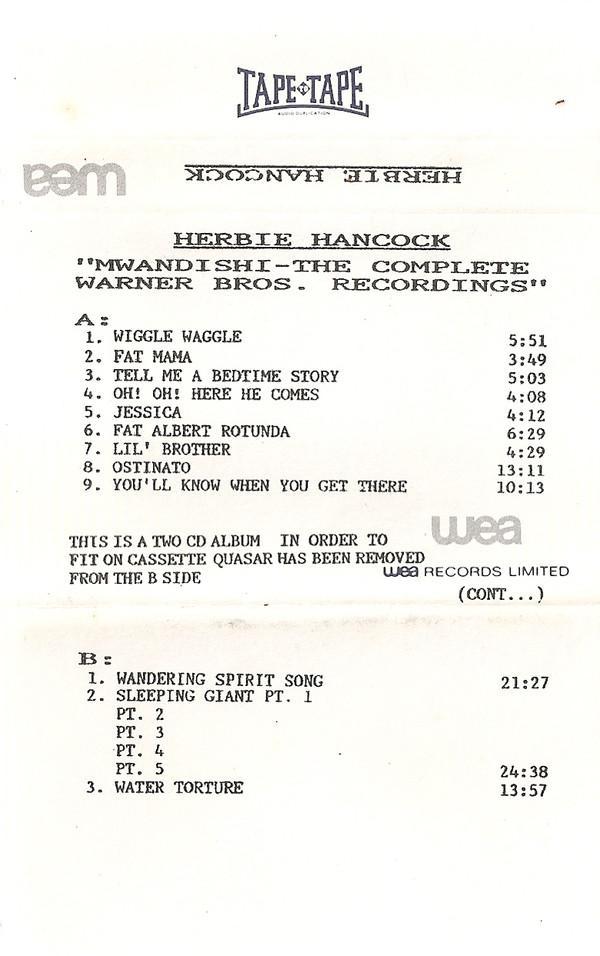 TAPE TO TAPE
AUDIO DUPLICATION
wea
HERBIE HANCOCK
HERBIE HANCOCK
"MWANDISHI-THE COMPLETE
WARNER BROS. RECORDINGS"
A:
1. WIGGLE WAGGLE 5:51
2. FAT MAMA 3:49
3. TELL ME A BEDTIME STORY 5:03
4. OH! OH! HERE HE COMES 4:08
5. JESSICA 4:12
6. FAT ALBERT ROTUNDA 6:29
7. LIL' BROTHER 4:29
8. OSTINATO 13:11
9. YOU'LL KNOW WHEN YOU GET THERE 10:13
wea
THIS IS A TWO CD ALBUM IN ORDER TO
FIT ON CASSETTE QUASAR HAS BEEN REMOVED
FROM THE B SIDE
wea RECORDS LIMITED
(CONT...)
B:
1. WANDERING SPIRIT SONG 21:27
2. SLEEPING GIANT PT. 1
PT. 2
PT. 3
PT. 4
PT. 5 24:38
3. WATER TORTURE 13:57